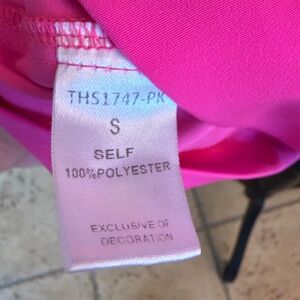 THS1747-PK
S
SELF
100%POLYESTER
EXCLUSIVE OF
DECORATION